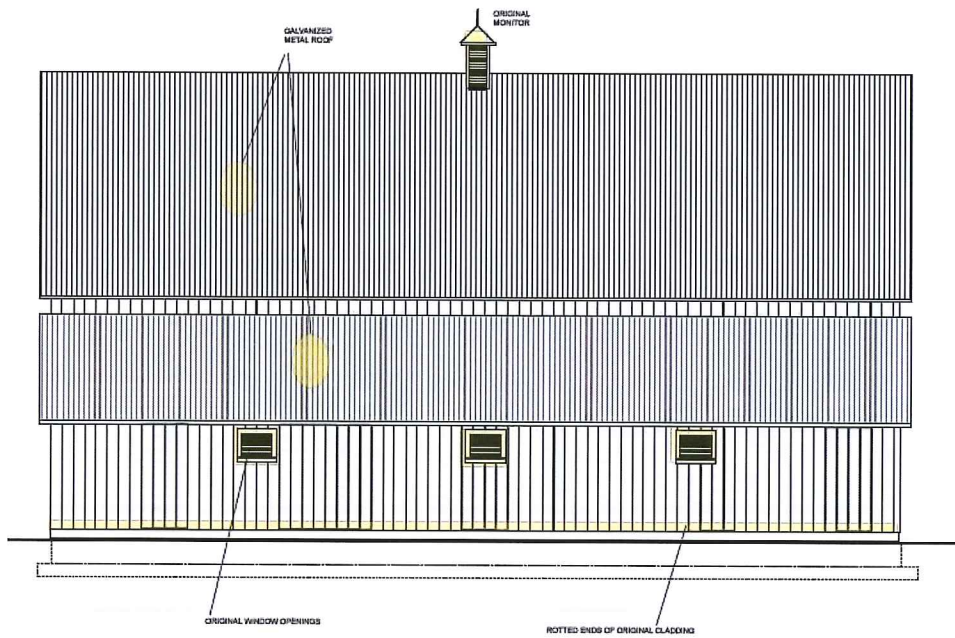 ORIGINAL
MONITOR
GALVANIZED
METAL ROOF
ORIGINAL WINDOW OPENINGS
ROTTED ENDS OF ORIGINAL CLADDING